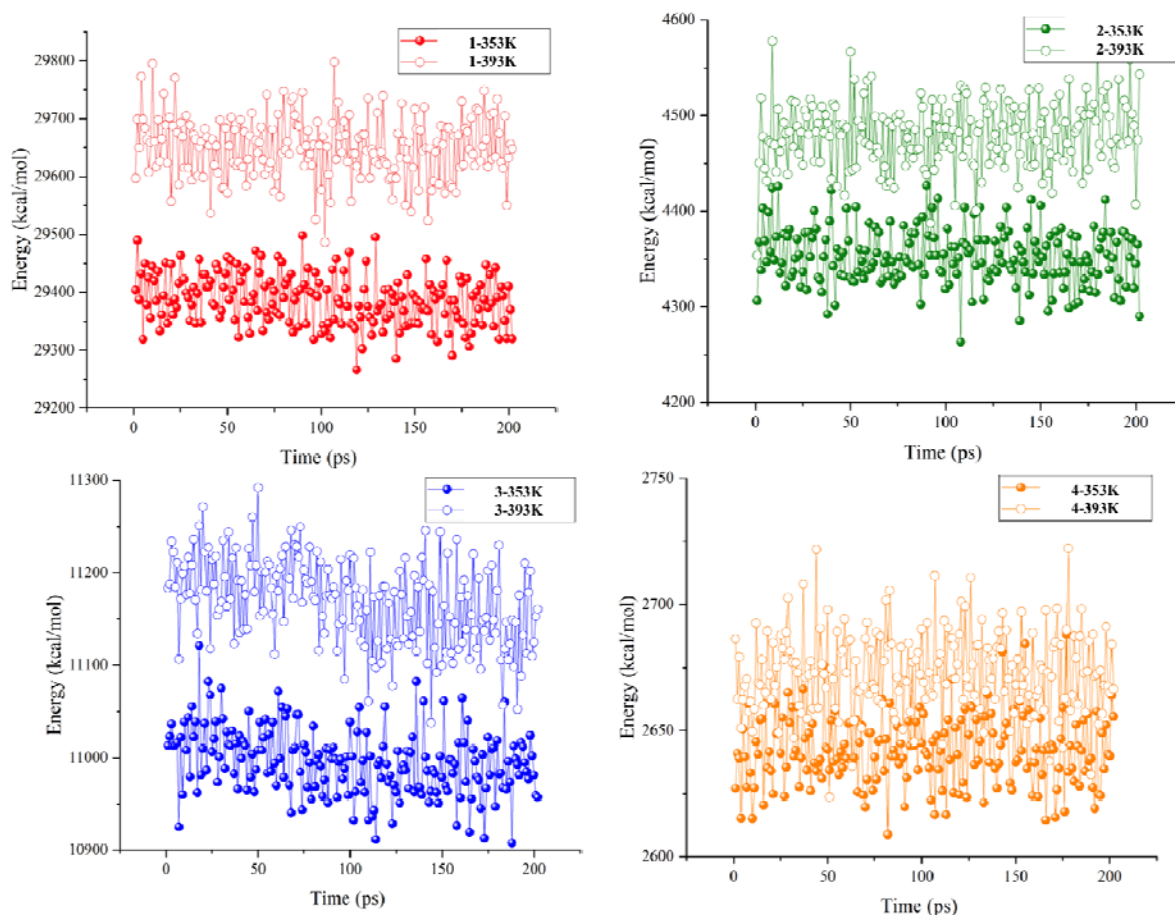 1-353K
1-393K
Energy (kcal/mol)
29800
29700
29600
29500
29400
29300
29200
0 50 100 150 200
Time (ps)
2-353K
2-393K
Energy (kcal/mol)
4600
4500
4400
4300
4200
0 50 100 150 200
Time (ps)
3-353K
3-393K
Energy (kcal/mol)
11300
11200
11100
11000
10900
0 50 100 150 200
Time (ps)
4-353K
4-393K
Energy (kcal/mol)
2750
2700
2650
2600
0 50 100 150 200
Time (ps)